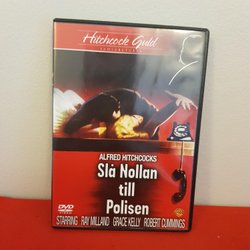 Hitchcock Guld
ALFRED HITCHCOCKS
Slå Nollan
till
Polisen
DVD
STARRING RAY MILLAND GRACE KELLY ROBERT CUMMINGS